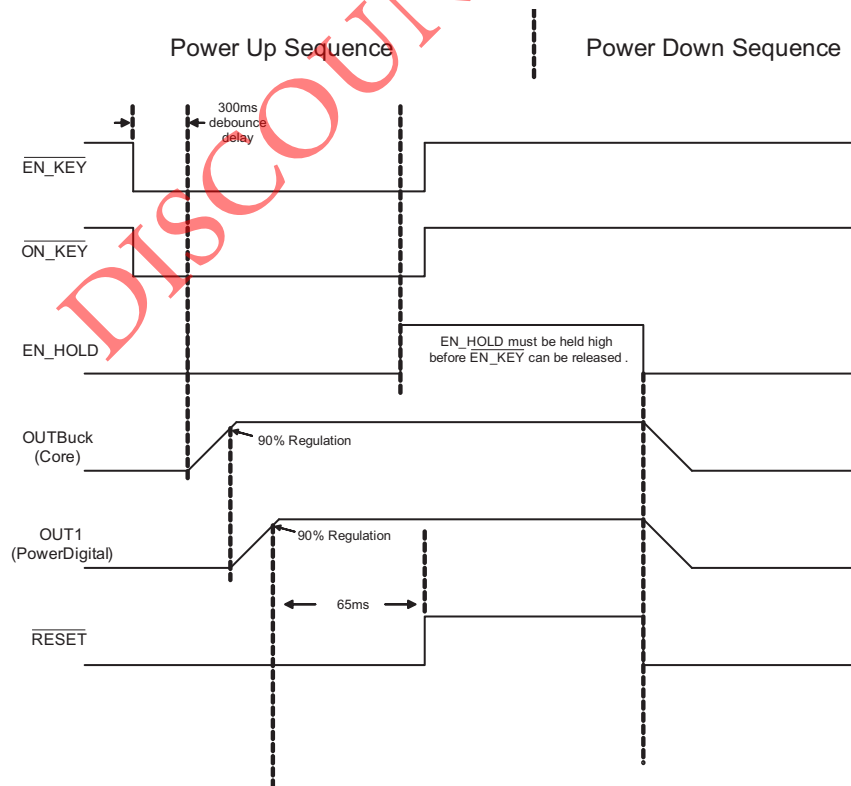 Power Up Sequence
Power Down Sequence
300ms
debounce
delay
EN_KEY
ON_KEY
EN_HOLD
EN_HOLD must be held high
before EN_KEY can be released .
OUTBuck
(Core)
90% Regulation
OUT1
(PowerDigital)
90% Regulation
65ms
RESET
DISCOUN